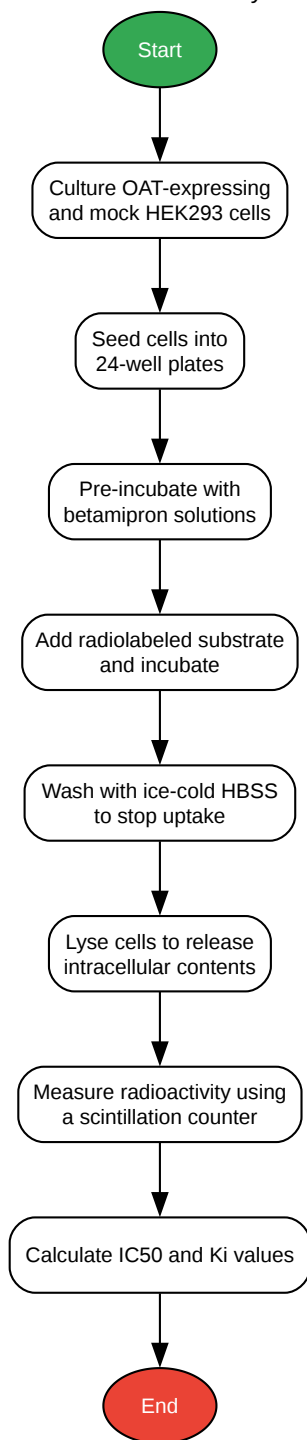 Start
Culture OAT-expressing
and mock HEK293 cells
Seed cells into
24-well plates
Pre-incubate with
betamipron solutions
Add radiolabeled substrate
and incubate
Wash with ice-cold HBSS
to stop uptake
Lyse cells to release
intracellular contents
Measure radioactivity using
a scintillation counter
Calculate IC50 and Ki values
End